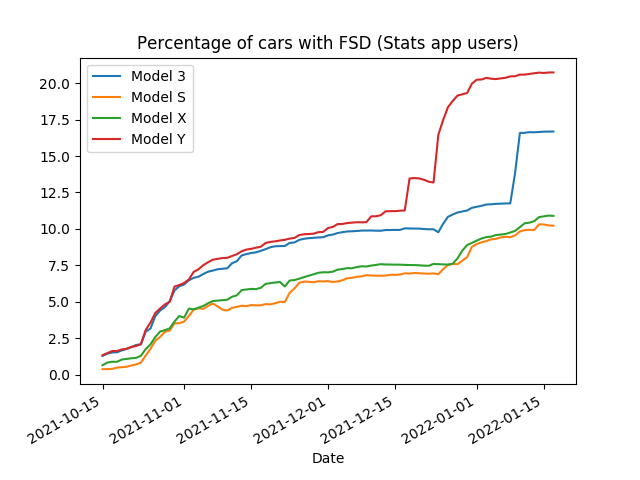 Percentage of cars with FSD (Stats app users)
Model 3
Model S
Model X
Model Y
20.0
17.5
15.0
12.5
10.0
7.5
5.0
2.5
0.0
2021-10-15
2021-11-01
2021-11-15
2021-12-01
2021-12-15
2022-01-01
2022-01-15
Date